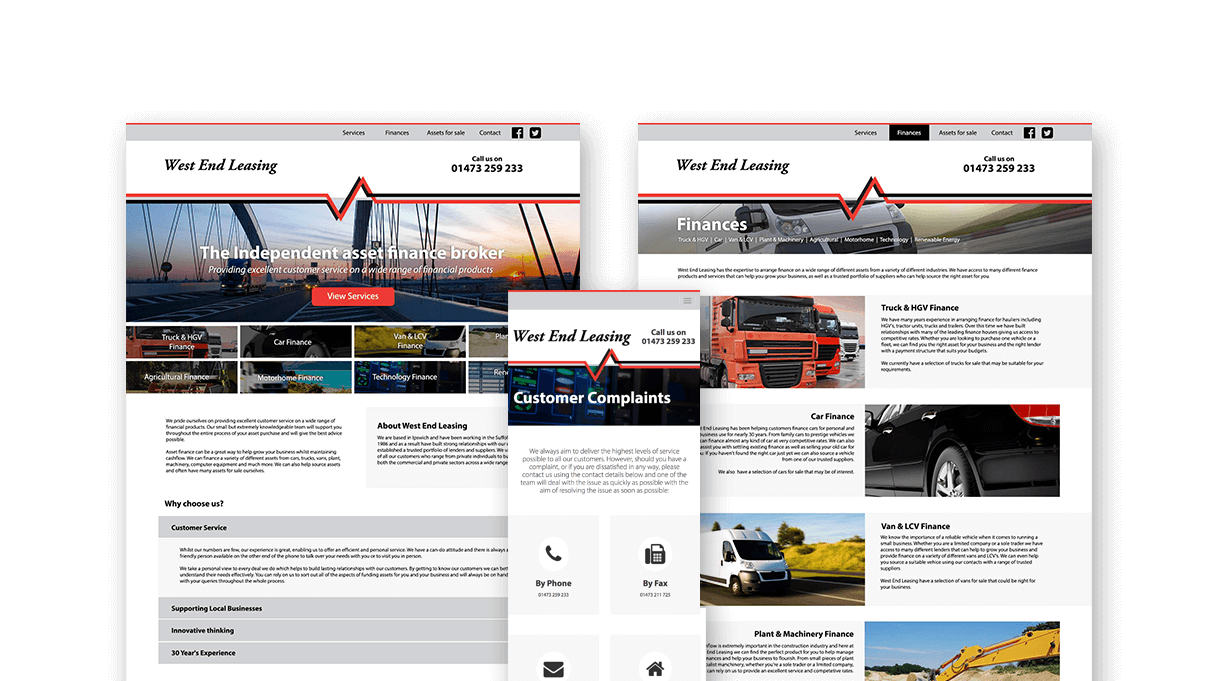 Services Finances Assets for sale Contact
West End Leasing
Call us on
01473 259 233
The Independent asset finance broker
Providing excellent customer service on a wide range of financial products
View Services
Truck & HGV
Finance
Car Finance
Van & LCV
Finance
Agricultural Finance
Motorhome Finance
Technology Finance
We pride ourselves on providing excellent customer service on a wide range of
financial products. Our small but extremely knowledgeable team will support you
throughout the entire process of your asset purchase and will give the best advice
possible.
Asset finance can be a great way to help grow your business whilst maintaining
cashflow. We can finance a variety of different assets from cars, trucks, vans, plant,
machinery, computer equipment and much more. We can also help source assets
and often have many assets for sale ourselves.
About West End Leasing
We are based in Ipswich and have been working in the
1986 and as a result have built strong relationships with our
established a trusted portfolio of lenders and suppliers. We
all of our customers who range from private individuals to
both the commercial and private sectors across a wide
Why choose us?
Customer Service
Whilst our numbers are few, our experience is great, enabling us to offer an efficient and personal service. We have a can-do attitude and there is always a
friendly person available on the other end of the phone to talk over your needs with you or to visit you in person.
We take a personal view to every deal we do which helps to build lasting relationships with our customers. By getting to know our customers we can
understand their needs effectively. You can rely on us to sort out all of the aspects of funding assets for you and your business and will always be on
with your queries throughout the whole process.
Supporting Local Businesses
Innovative thinking
30 Year's Experience
West End Leasing
Call us on
01473 259 233
Customer Complaints
We always aim to deliver the highest levels of service
possible to all our customers. However, should you have a
complaint, or if you are dissatisfied in any way, please
contact us using the contact details below and one of the
team will deal with the issue as quickly as possible with the
aim of resolving the issue as soon as possible:
By Phone
01473 259 233
By Fax
01473 211 725
Services Finances Assets for sale Contact
West End Leasing
Call us on
01473 259 233
Finances
Truck & HGV | Car | Van & LCV | Plant & Machinery | Agricultural | Motorhome | Technology | Renewable Energy
West End Leasing has the expertise to arrange finance on a wide range of different assets from a variety of different industries. We have access to many different finance
products and services that can help you grow your business, as well as a trusted portfolio of suppliers who can help source the right asset for you.
Truck & HGV Finance
We have many years experience in arranging finance for hauliers including
HGV's, tractor units, trucks and trailers. Over this time we have built
relationships with many of the leading finance houses giving us access to
competitive rates. Whether you are looking to purchase one vehicle or a
fleet, we can find you the right asset for your business and the right lender
with a payment structure that suits your budgets.
We currently have a selection of trucks for sale that may be suitable for your
requirements.
Car Finance
End Leasing has been helping customers finance cars for personal and
business use for nearly 30 years. From family cars to prestige vehicles we
can finance almost any kind of car at very competitive rates. We can also
assist you with settling existing finance as well as selling your old car
If you haven't found the right car just yet we can also source a vehicle
from one of our trusted suppliers.
We also have a selection of cars for sale that may be of interest.
Van & LCV Finance
We know the importance of a reliable vehicle when it comes to running a
small business. Whether you are a limited company or a sole trader we have
access to many different lenders that can help to grow your business and
provide finance on a variety of different vans and LCV's. We can even help
you source a suitable vehice using our contacts with a range of trusted
suppliers
West End Leasing have a selection of vans for sale that could be right for
your business.
Plant & Machinery Finance
is extremely important in the construction industry and here at
End Leasing we can find the perfect product for you to help manage
finances and help your business to flourish. From small pieces of plant
manchinery, whether you're a sole trader or a limited company,
can rely on us to provide an excellent service and competetive rates.